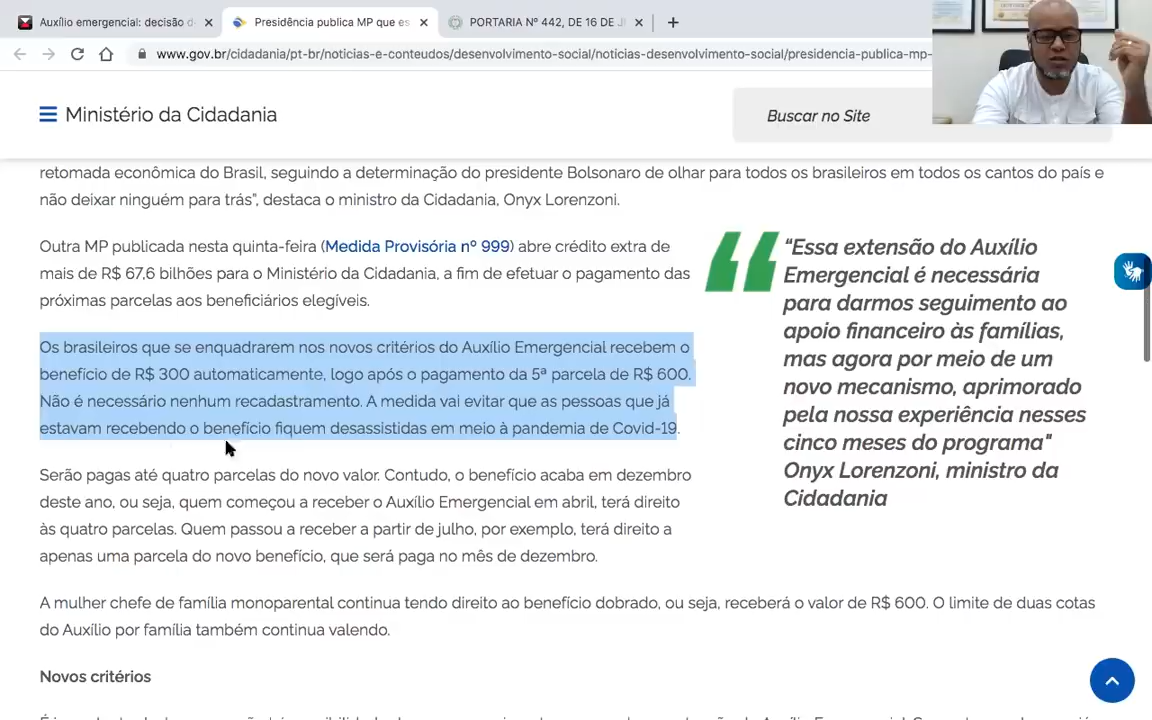 Auxílio emergencial: decisão d
Presidência publica MP que es
PORTARIA Nº 442, DE 16 DE J
www.gov.br/cidadania/pt-br/noticias-e-conteudos/desenvolvimento-social/noticias-desenvolvimento-social/presidencia-publica-mp-
Ministério da Cidadania
Buscar no Site
retomada econômica do Brasil, seguindo a determinação do presidente Bolsonaro de olhar para todos os brasileiros em todos os cantos do país e
não deixar ninguém para trás", destaca o ministro da Cidadania, Onyx Lorenzoni.
Outra MP publicada nesta quinta-feira (Medida Provisória nº 999) abre crédito extra de
mais de R$ 67,6 bilhões para o Ministério da Cidadania, a fim de efetuar o pagamento das
próximas parcelas aos beneficiários elegíveis.
Os brasileiros que se enquadrarem nos novos critérios do Auxílio Emergencial recebem o
benefício de R$ 300 automaticamente, logo após o pagamento da 5ª parcela de R$ 600.
Não é necessário nenhum recadastramento. A medida vai evitar que as pessoas que já
estavam recebendo o benefício fiquem desassistidas em meio à pandemia de Covid-19.
Serão pagas até quatro parcelas do novo valor. Contudo, o benefício acaba em dezembro
deste ano, ou seja, quem começou a receber o Auxílio Emergencial em abril, terá direito
às quatro parcelas. Quem passou a receber a partir de julho, por exemplo, terá direito a
apenas uma parcela do novo benefício, que será paga no mês de dezembro.
"Essa extensão do Auxílio
Emergencial é necessária
para darmos seguimento ao
apoio financeiro às famílias,
mas agora por meio de um
novo mecanismo, aprimorado
pela nossa experiência nesses
cinco meses do programa"
Onyx Lorenzoni, ministro da
Cidadania
A mulher chefe de família monoparental continua tendo direito ao benefício dobrado, ou seja, receberá o valor de R$ 600. O limite de duas cotas
do Auxílio por família também continua valendo.
Novos critérios